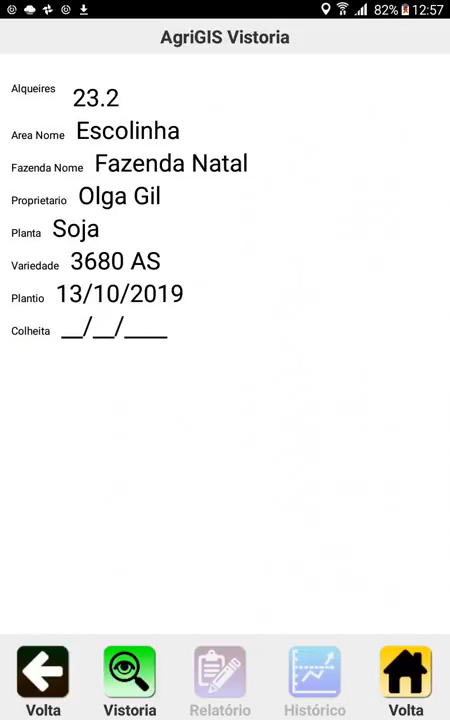 82% 12:57
AgriGIS Vistoria
Alqueires 23.2
Area Nome Escolinha
Fazenda Nome Fazenda Natal
Proprietario Olga Gil
Planta Soja
Variedade 3680 AS
Plantio 13/10/2019
Colheita __/__/____
Volta Vistoria Relatório Histórico Volta